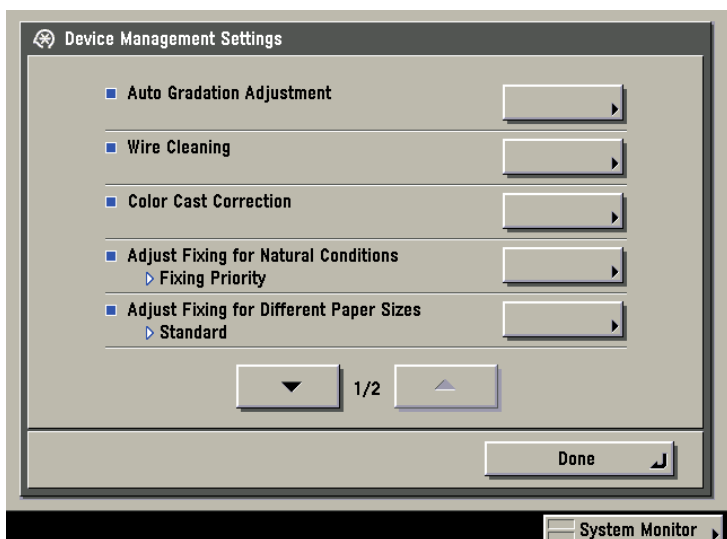 Device Management Settings
Auto Gradation Adjustment
Wire Cleaning
Color Cast Correction
Adjust Fixing for Natural Conditions
Fixing Priority
Adjust Fixing for Different Paper Sizes
Standard
1/2
Done
System Monitor